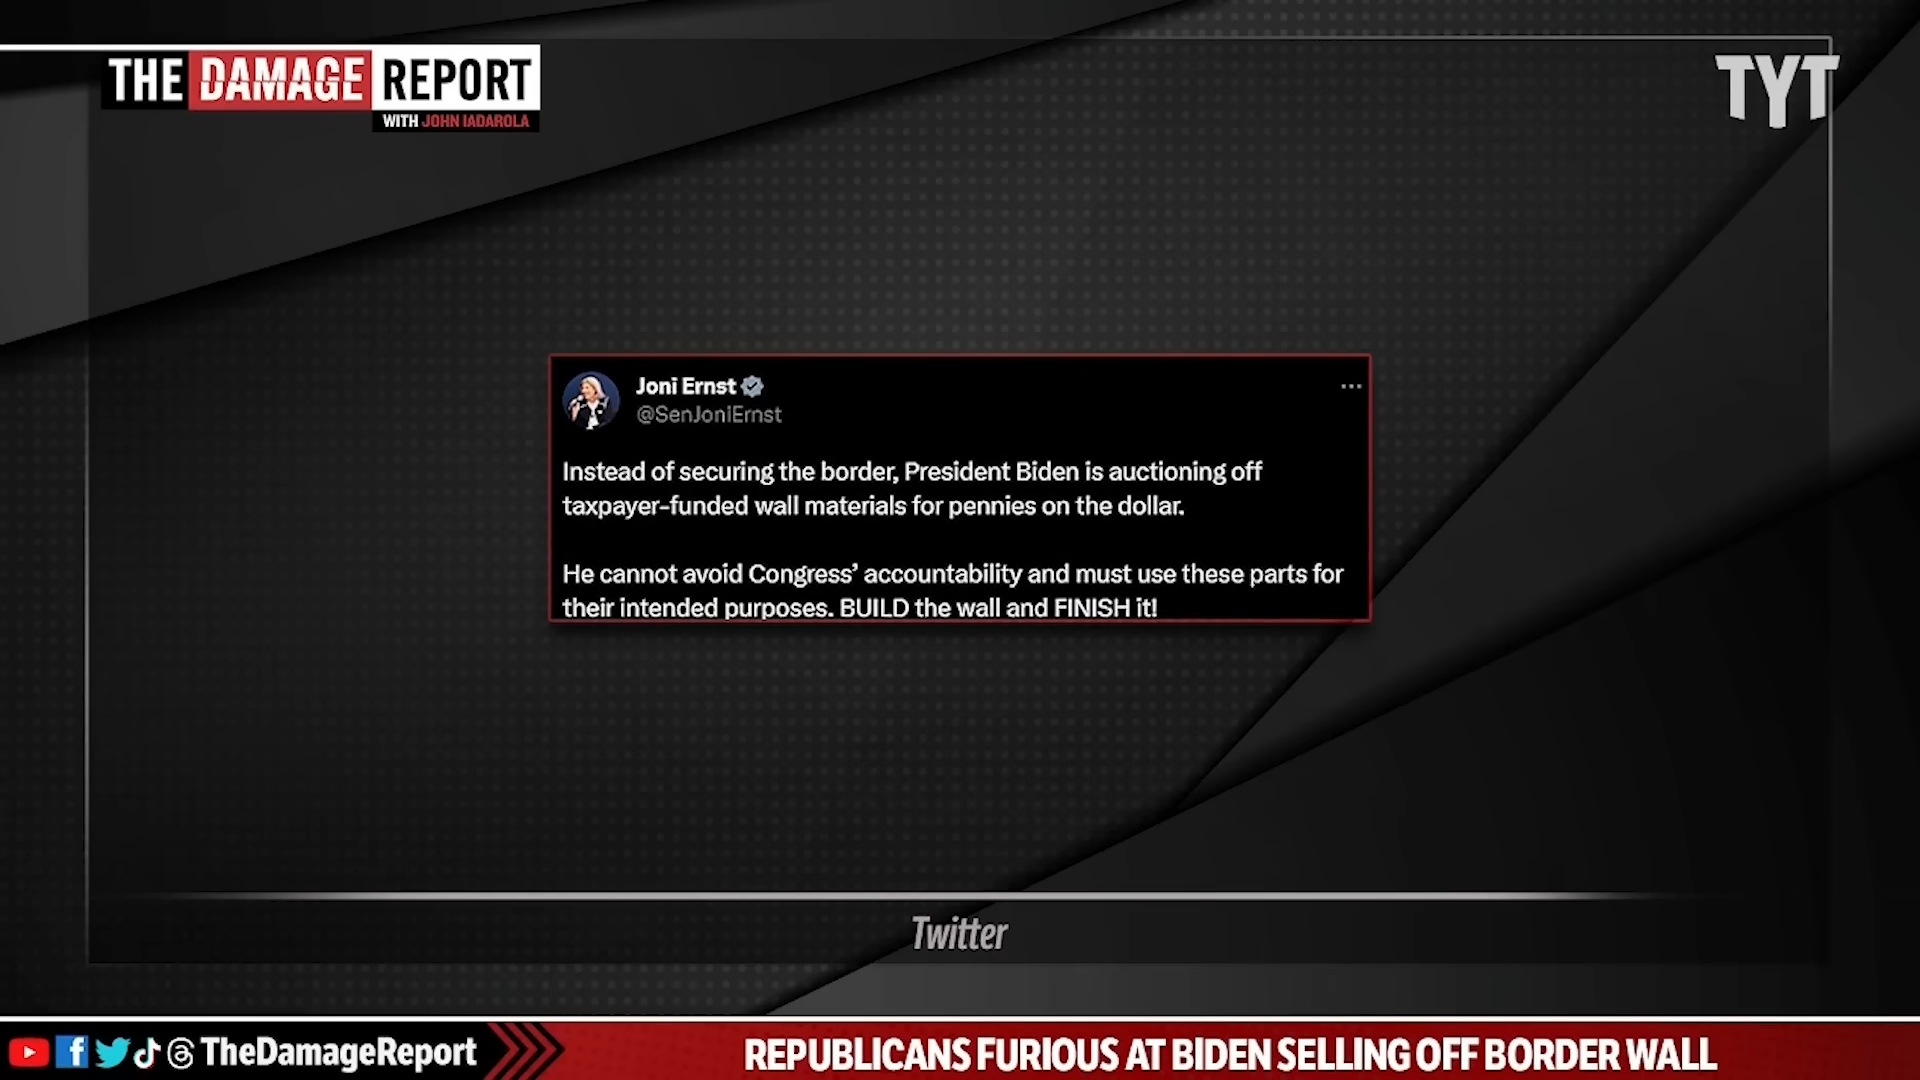 THE DAMAGE REPORT
WITH JOHN IADAROLA
TYT
Joni Ernst
@SenJoniErnst
Instead of securing the border, President Biden is auctioning off
taxpayer-funded wall materials for pennies on the dollar.
He cannot avoid Congress’ accountability and must use these parts for
their intended purposes. BUILD the wall and FINISH it!
Twitter
TheDamageReport
REPUBLICANS FURIOUS AT BIDEN SELLING OFF BORDER WALL